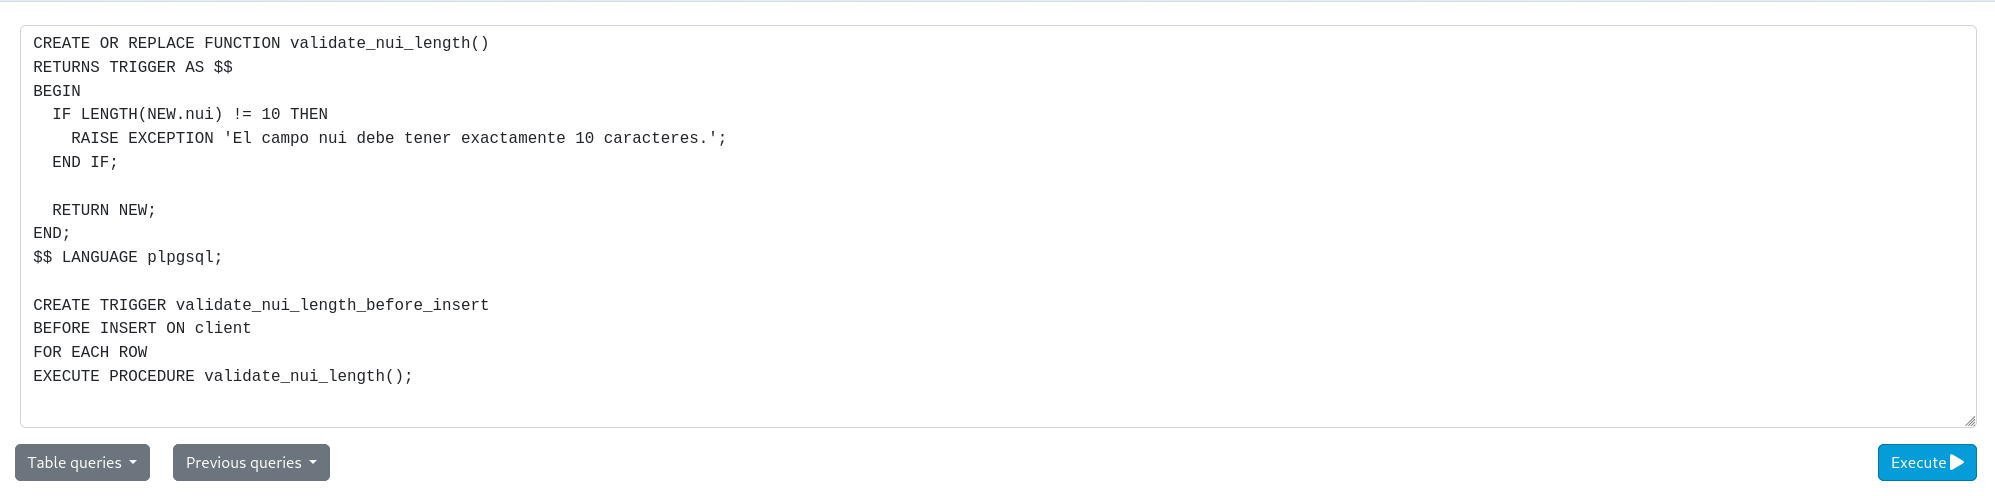 CREATE OR REPLACE FUNCTION validate_nui_length()
RETURNS TRIGGER AS $$
BEGIN
  IF LENGTH(NEW.nui) != 10 THEN
    RAISE EXCEPTION 'El campo nui debe tener exactamente 10 caracteres.';
  END IF;

  RETURN NEW;
END;
$$ LANGUAGE plpgsql;

CREATE TRIGGER validate_nui_length_before_insert
BEFORE INSERT ON client
FOR EACH ROW
EXECUTE PROCEDURE validate_nui_length();
Table queries
Previous queries
Execute